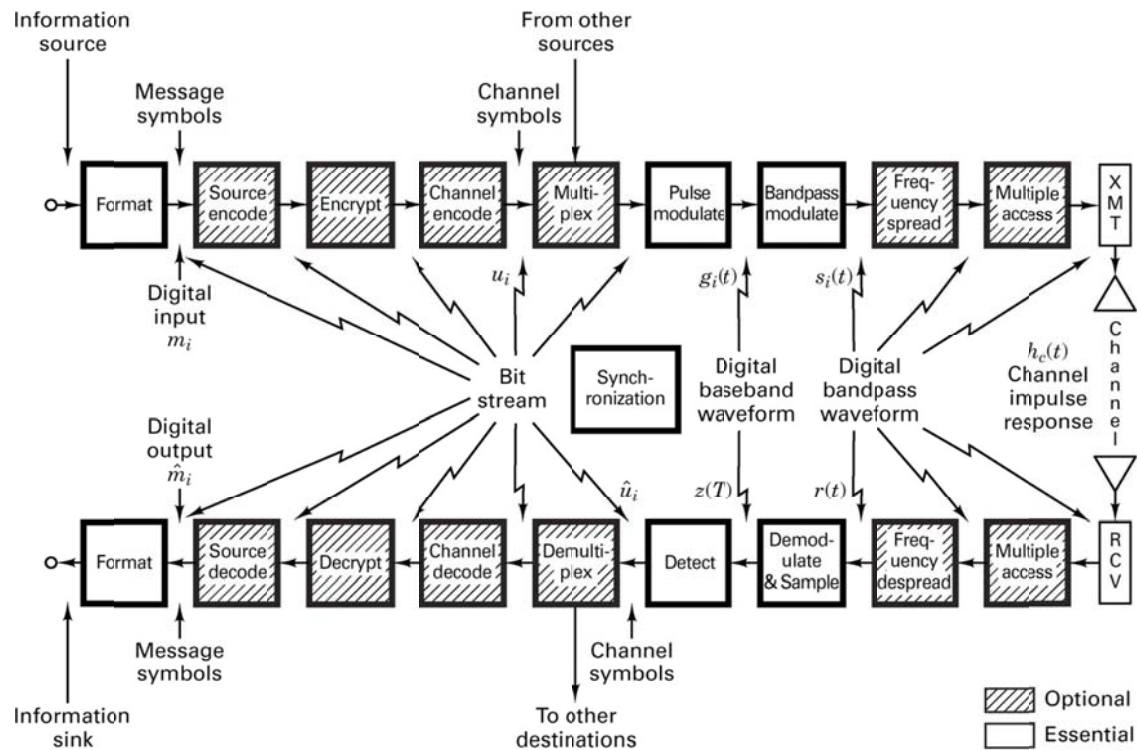 Information
source
From other
sources
Message
symbols
Channel
symbols
Format
Source
encode
Encrypt
Channel
encode
Multi-
plex
Pulse
modulate
Bandpass
modulate
Freq-
uency
spread
Multiple
access
X
M
T
Digital
input
m_i
u_i
g_i(t)
s_i(t)
Bit
stream
Synch-
ronization
Digital
baseband
waveform
Digital
bandpass
waveform
h_c(t)
Channel
impulse
response
C
h
a
n
n
e
l
Digital
output
m̂_i
û_i
z(T)
r(t)
Format
Source
decode
Decrypt
Channel
decode
Demulti-
plex
Detect
Demod-
ulate
& Sample
Freq-
uency
despread
Multiple
access
R
C
V
Message
symbols
Channel
symbols
Information
sink
To other
destinations
Optional
Essential